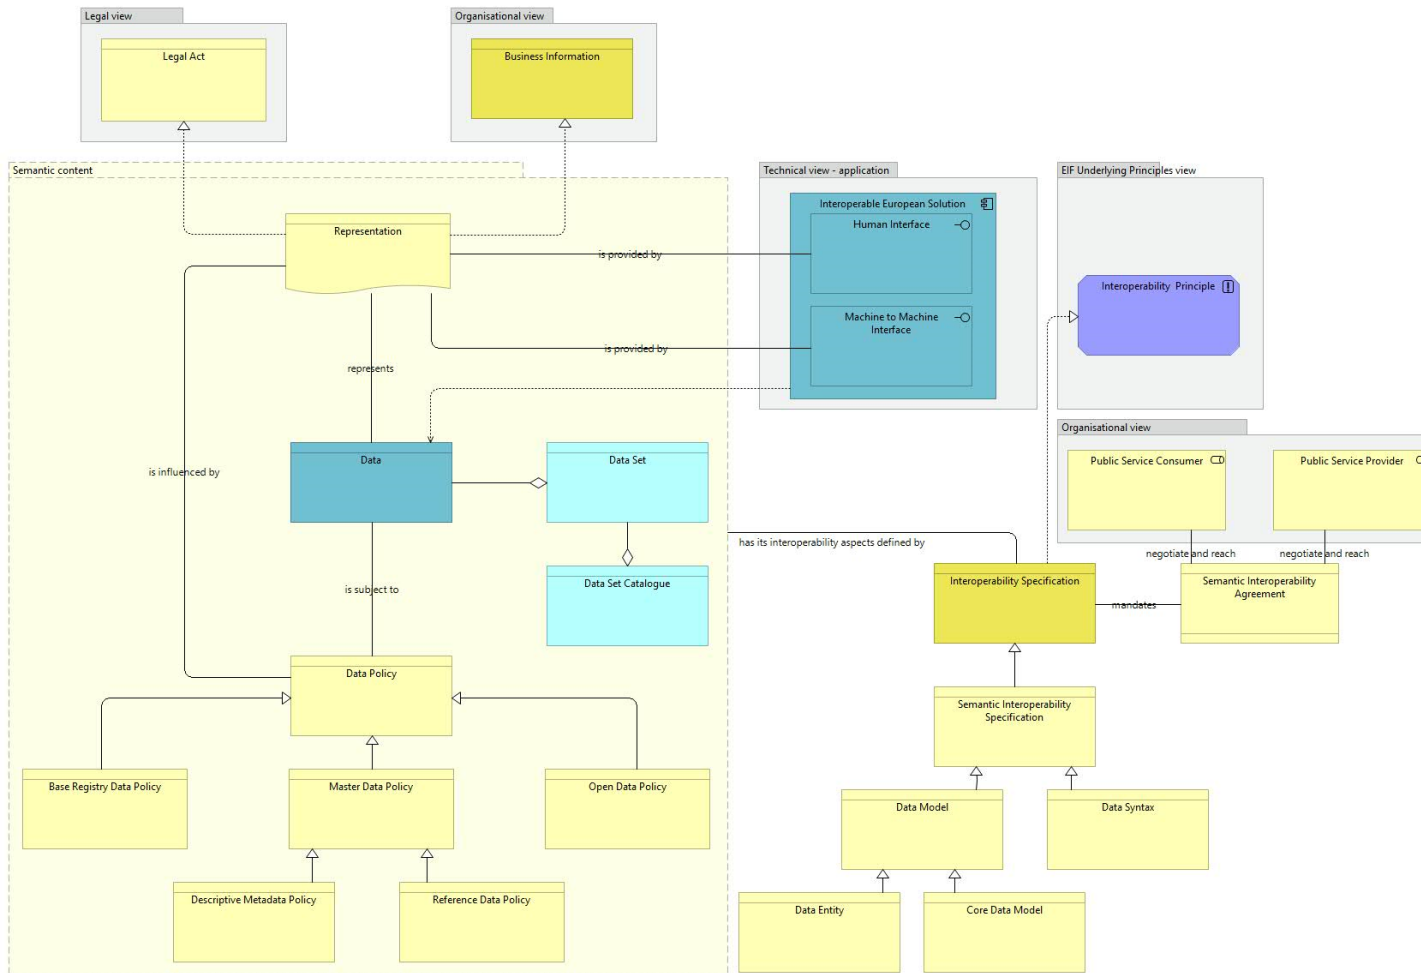 Legal view
Organisational view
Legal Act
Business Information
Semantic content
Technical view - application
EIF Underlying Principles view
Representation
Interoperable European Solution
Human Interface
is provided by
Interoperability  Principle
Machine to Machine
Interface
is provided by
represents
Organisational view
Data
Data Set
Public Service Consumer
Public Service Provider
is influenced by
has its interoperability aspects defined by
negotiate and reach
negotiate and reach
Data Set Catalogue
Interoperability Specification
Semantic Interoperability
Agreement
is subject to
mandates
Data Policy
Semantic Interoperability
Specification
Base Registry Data Policy
Master Data Policy
Open Data Policy
Data Model
Data Syntax
Descriptive Metadata Policy
Reference Data Policy
Data Entity
Core Data Model